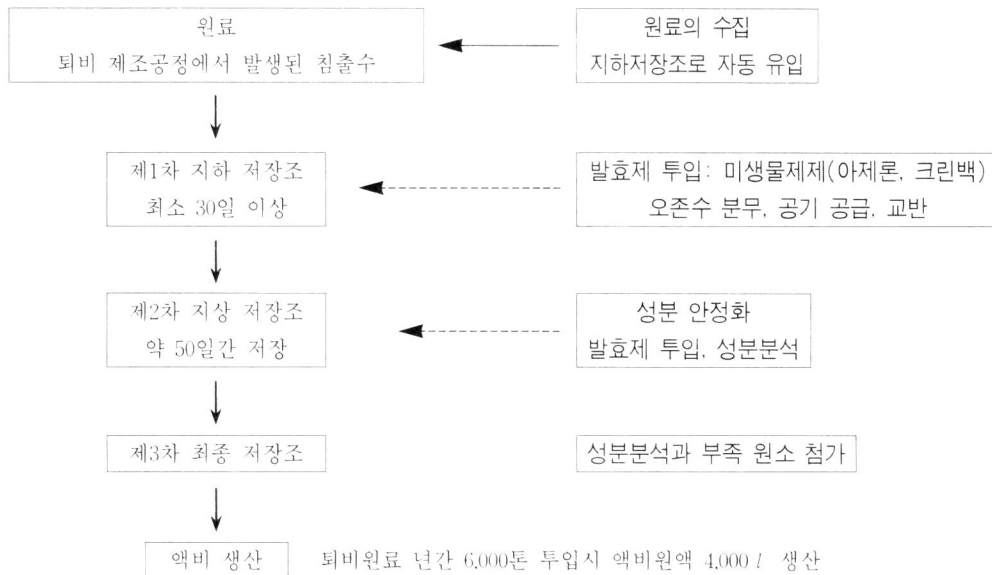 원료
퇴비 제조공정에서 발생된 침출수
원료의 수집
지하저장조로 자동 유입
제1차 지하 저장조
최소 30일 이상
발효제 투입: 미생물제제(아제론, 크린백)
오존수 분무, 공기 공급, 교반
제2차 지상 저장조
약 50일간 저장
성분 안정화
발효제 투입, 성분분석
제3차 최종 저장조
성분분석과 부족 원소 첨가
액비 생산
퇴비원료 년간 6,000톤 투입시 액비원액 4,000ℓ 생산